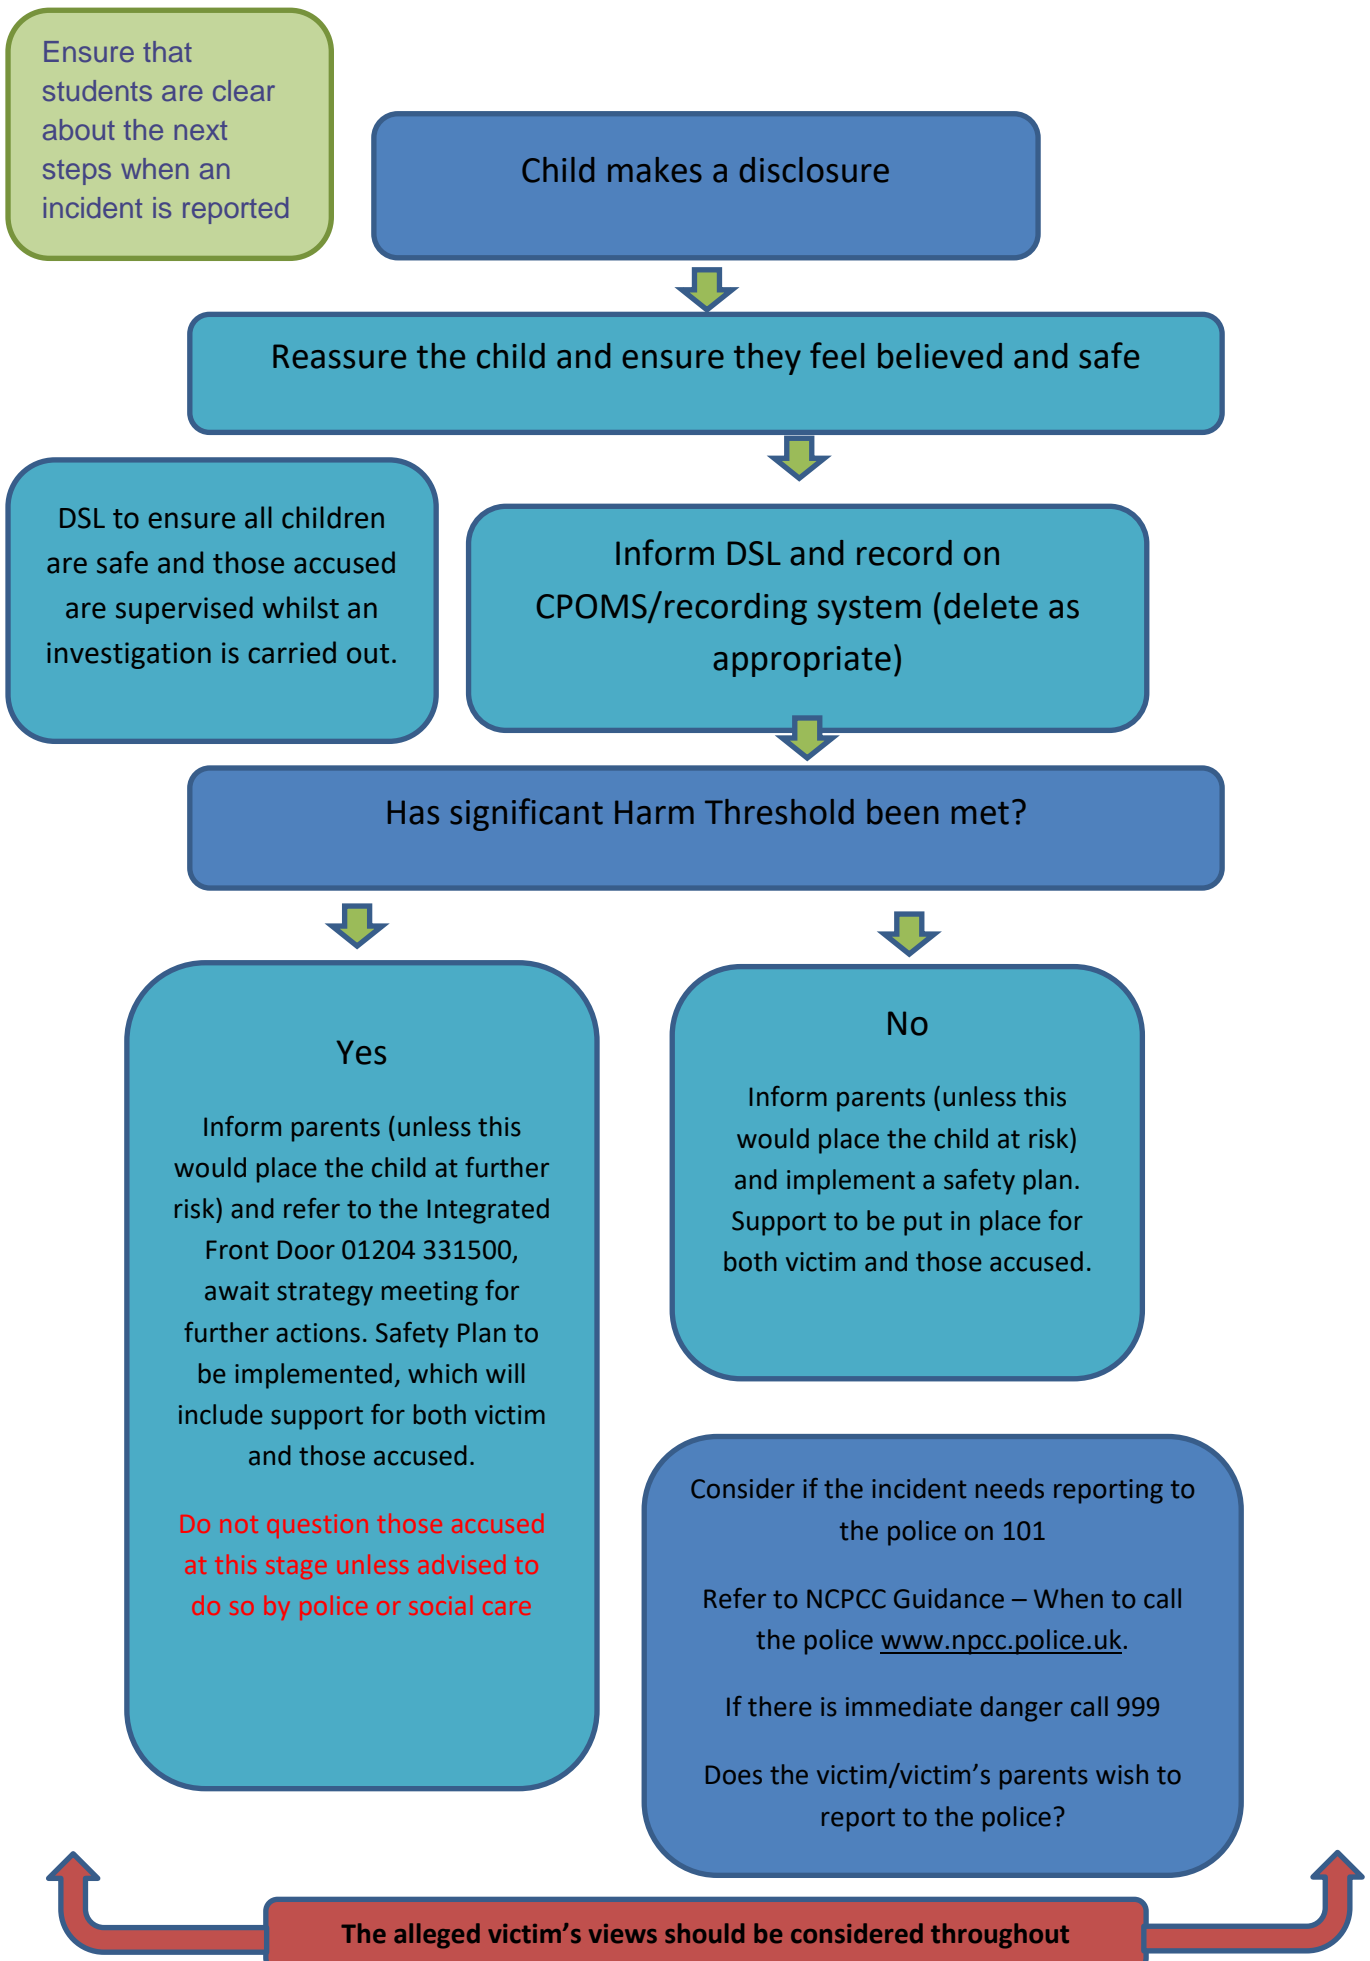 Ensure that
students are clear
about the next
steps when an
incident is reported
Child makes a disclosure
Reassure the child and ensure they feel believed and safe
DSL to ensure all children
are safe and those accused
are supervised whilst an
investigation is carried out.
Inform DSL and record on
CPOMS/recording system (delete as
appropriate)
Has significant Harm Threshold been met?
Yes
Inform parents (unless this
would place the child at further
risk) and refer to the Integrated
Front Door 01204 331500,
await strategy meeting for
further actions. Safety Plan to
be implemented, which will
include support for both victim
and those accused.
Do not question those accused
at this stage unless advised to
do so by police or social care
No
Inform parents (unless this
would place the child at risk)
and implement a safety plan.
Support to be put in place for
both victim and those accused.
Consider if the incident needs reporting to
the police on 101
Refer to NCPCC Guidance – When to call
the police www.npcc.police.uk.
If there is immediate danger call 999
Does the victim/victim's parents wish to
report to the police?
The alleged victim's views should be considered throughout